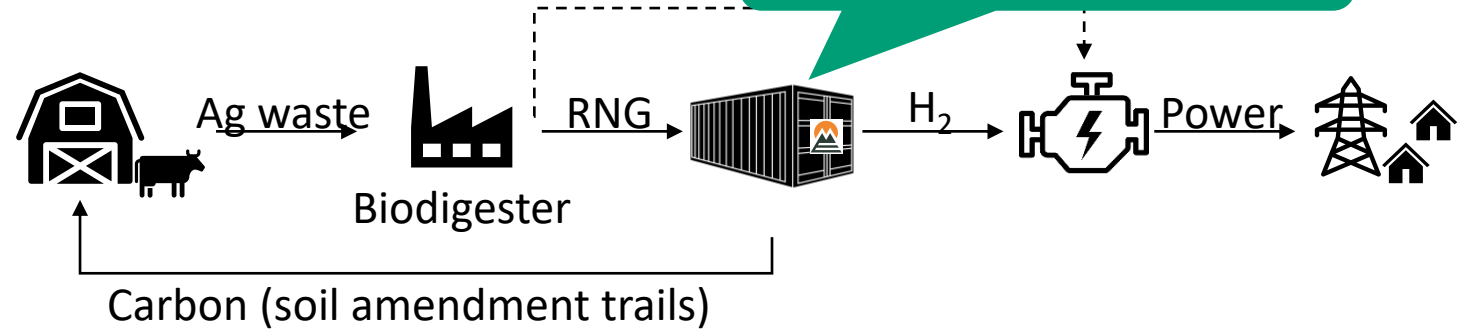 Ag waste
RNG
H₂
Power
Biodigester
Carbon (soil amendment trails)